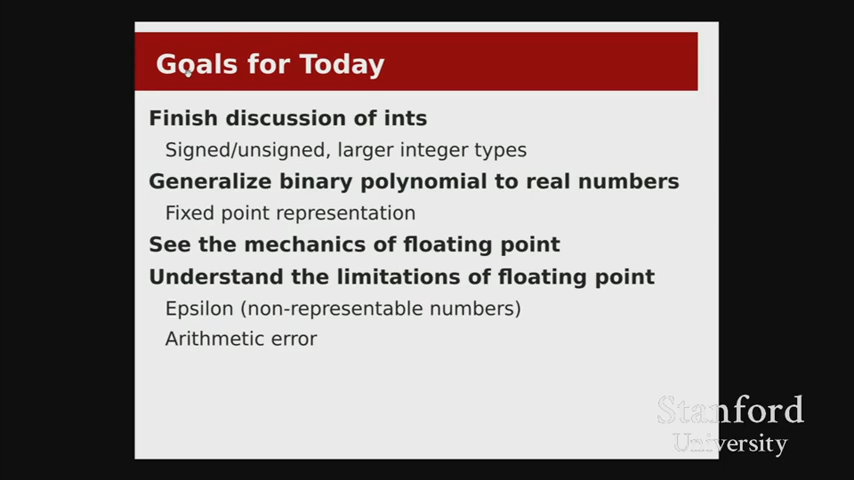 Goals for Today
Finish discussion of ints
Signed/unsigned, larger integer types
Generalize binary polynomial to real numbers
Fixed point representation
See the mechanics of floating point
Understand the limitations of floating point
Epsilon (non-representable numbers)
Arithmetic error
Stanford
University